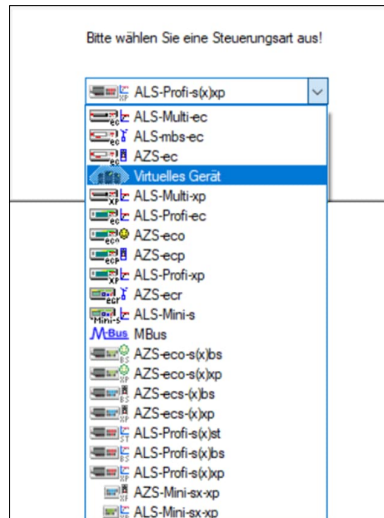 Bitte wählen Sie eine Steuerungsart aus!
ALS-Profi-s(x)xp
ALS-Multi-ec
ALS-mbs-ec
AZS-ec
Virtuelles Gerät
ALS-Multi-xp
ALS-Profi-ec
AZS-eco
AZS-ecp
ALS-Profi-xp
AZS-ecr
ALS-Mini-s
M-Bus MBus
AZS-eco-s(x)bs
AZS-eco-s(x)xp
AZS-ecs-(x)bs
AZS-ecs-(x)xp
ALS-Profi-s(x)st
ALS-Profi-s(x)bs
ALS-Profi-s(x)xp
AZS-Mini-sx-xp
ALS-Mini-sx-xp